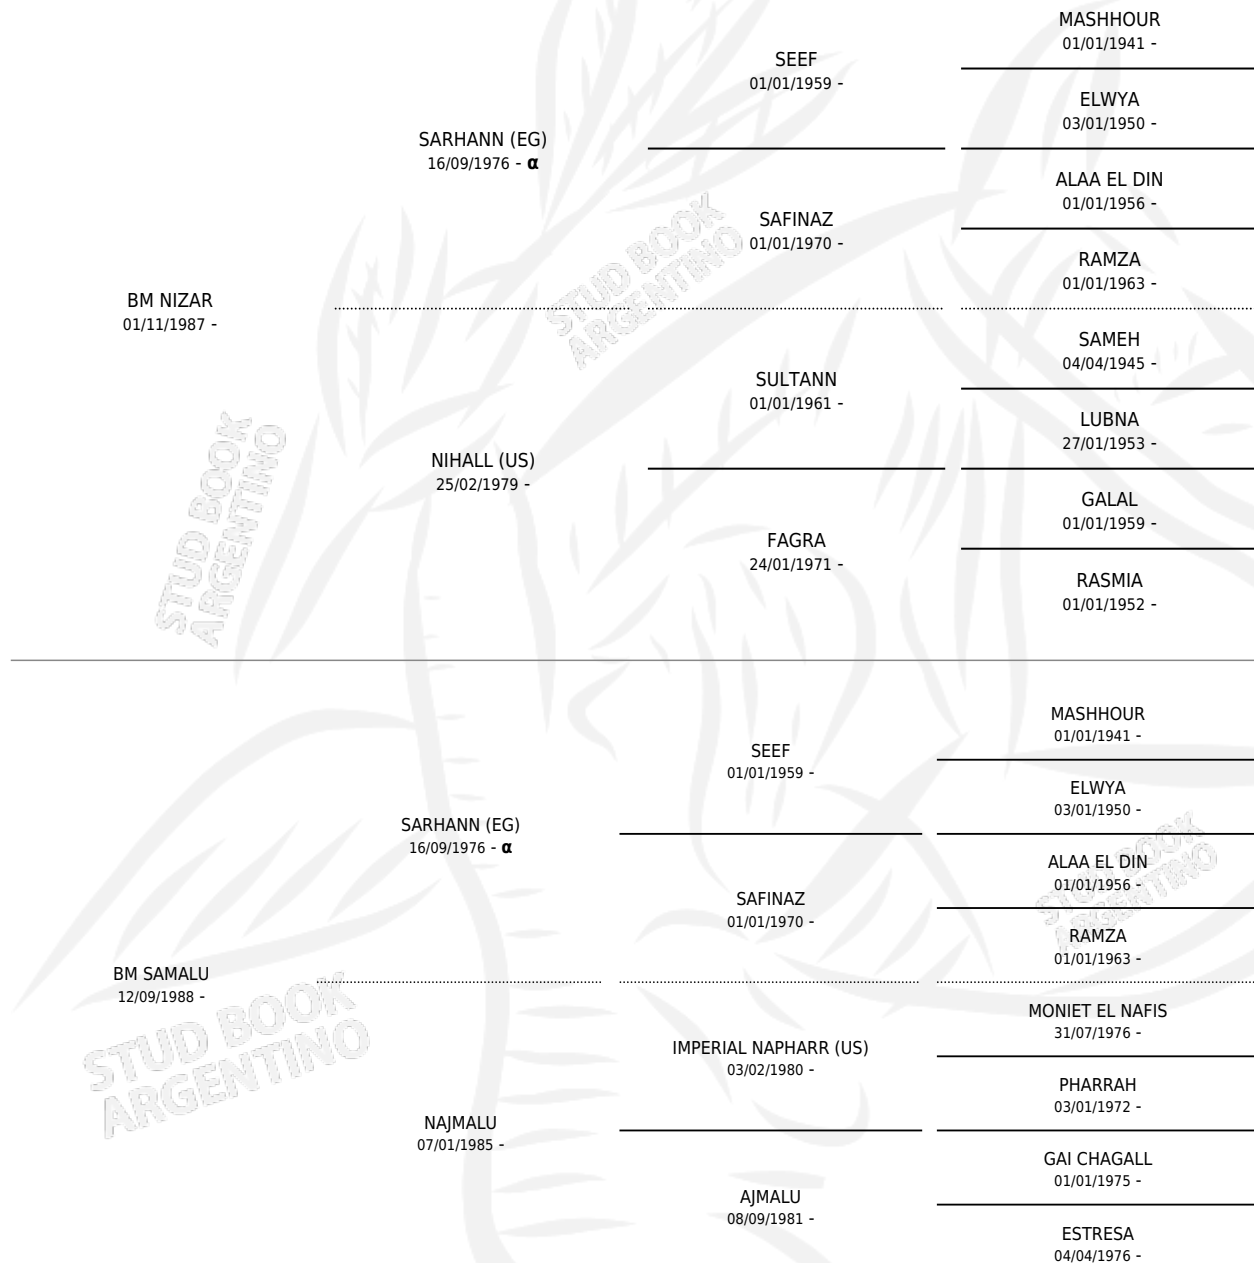 MASHHOUR
01/01/1941 -
SEEF
01/01/1959 -
ELWYA
03/01/1950 -
SARHANN (EG)
16/09/1976 - α
ALAA EL DIN
01/01/1956 -
SAFINAZ
01/01/1970 -
RAMZA
01/01/1963 -
BM NIZAR
01/11/1987 -
SAMEH
04/04/1945 -
SULTANN
01/01/1961 -
LUBNA
27/01/1953 -
NIHALL (US)
25/02/1979 -
GALAL
01/01/1959 -
FAGRA
24/01/1971 -
RASMIA
01/01/1952 -
STUD BOOK
ARGENTINO
STUD BOOK
ARGENTINO
MASHHOUR
01/01/1941 -
SEEF
01/01/1959 -
ELWYA
03/01/1950 -
SARHANN (EG)
16/09/1976 - α
ALAA EL DIN
01/01/1956 -
SAFINAZ
01/01/1970 -
RAMZA
01/01/1963 -
BM SAMALU
12/09/1988 -
MONIET EL NAFIS
31/07/1976 -
IMPERIAL NAPHARR (US)
03/02/1980 -
PHARRAH
03/01/1972 -
NAJMALU
07/01/1985 -
GAI CHAGALL
01/01/1975 -
AJMALU
08/09/1981 -
ESTRESA
04/04/1976 -
STUD BOOK
ARGENTINO
STUD BOOK
ARGENTINO